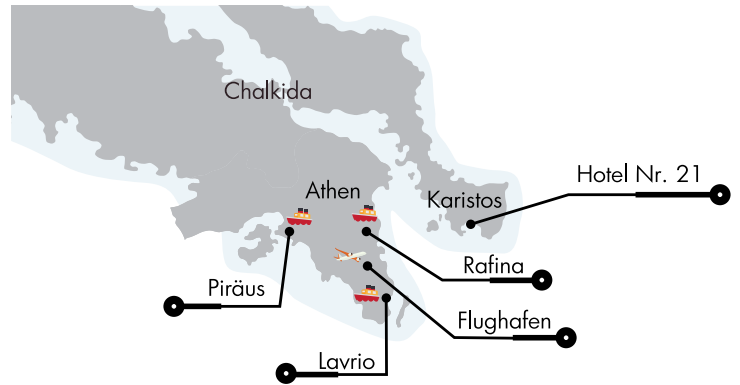 Chalkida
Hotel Nr. 21
Athen
Karistos
Rafina
Piräus
Flughafen
Lavrio